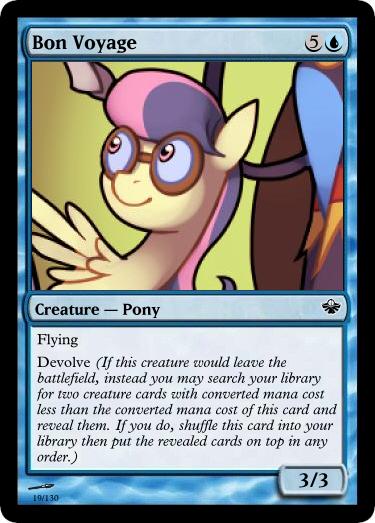 Bon Voyage
5
Creature — Pony
Flying
Devolve (If this creature would leave the
battlefield, instead you may search your library
for two creature cards with converted mana cost
less than the converted mana cost of this card and
reveal them. If you do, shuffle this card into your
library then put the revealed cards on top in any
order.)
3/3
19/130